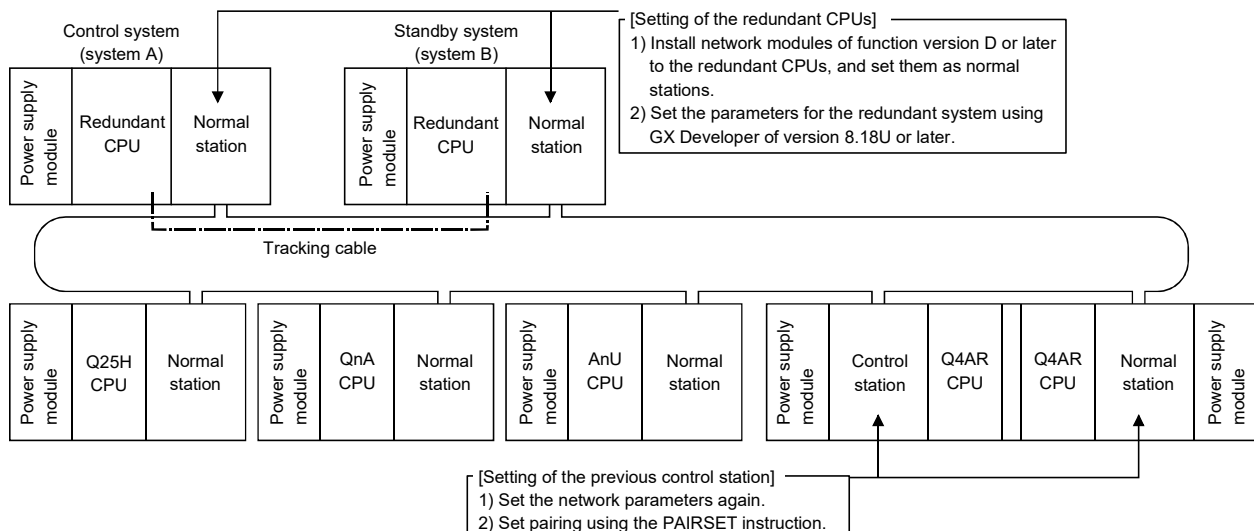 [Setting of the redundant CPUs]
1) Install network modules of function version D or later
to the redundant CPUs, and set them as normal
stations.
2) Set the parameters for the redundant system using
GX Developer of version 8.18U or later.
Control system
(system A)
Standby system
(system B)
Power supply
module
Redundant
CPU
Normal
station
Power supply
module
Redundant
CPU
Normal
station
Tracking cable
Power supply
module
Q25H
CPU
Normal
station
Power supply
module
QnA
CPU
Normal
station
Power supply
module
AnU
CPU
Normal
station
Power supply
module
Control
station
Q4AR
CPU
Q4AR
CPU
Normal
station
Power supply
module
[Setting of the previous control station]
1) Set the network parameters again.
2) Set pairing using the PAIRSET instruction.